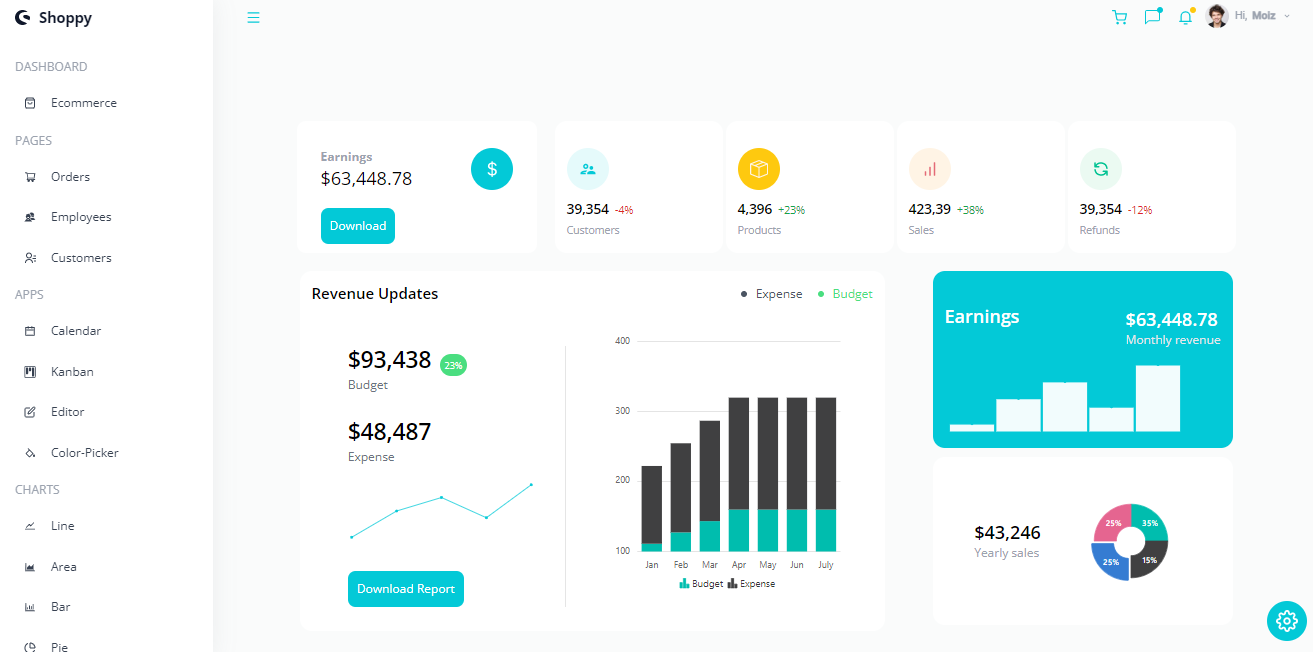 Shoppy
Hi, Moiz
DASHBOARD
Ecommerce
PAGES
Orders
Employees
Customers
APPS
Calendar
Kanban
Editor
Color-Picker
CHARTS
Line
Area
Bar
Pie
Earnings
$63,448.78
$
Download
39,354 -4%
Customers
4,396 +23%
Products
423,39 +38%
Sales
39,354 -12%
Refunds
Revenue Updates
Expense Budget
$93,438 23%
Budget
$48,487
Expense
Download Report
400
300
200
100
Jan Feb Mar Apr May Jun July
Budget Expense
Earnings
$63,448.78
Monthly revenue
$43,246
Yearly sales
25% 35%
25% 15%